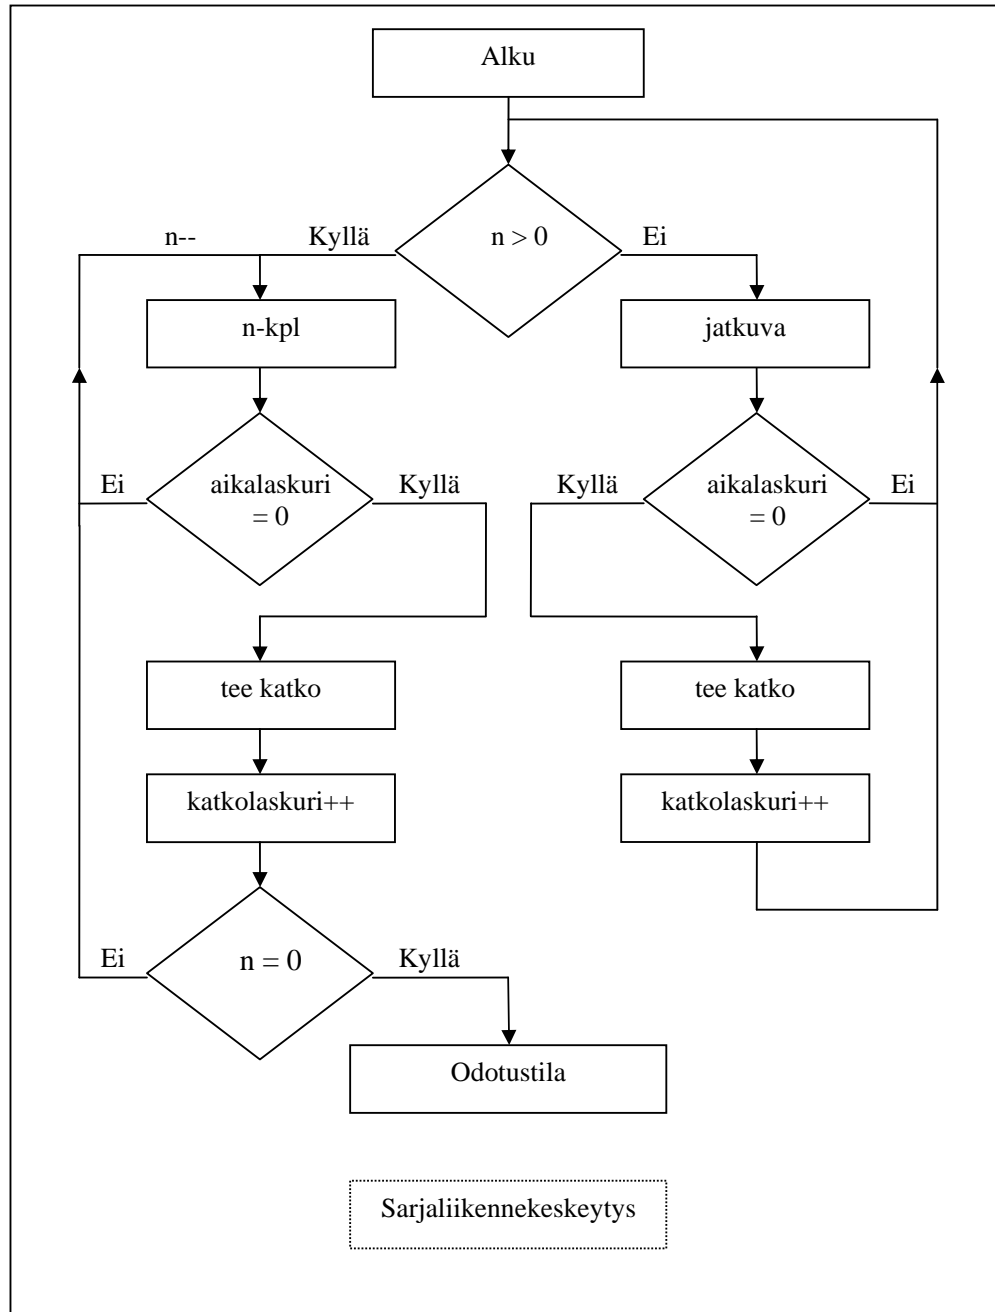 Alku
n > 0
n--
Kyllä
Ei
n-kpl
jatkuva
Ei
aikalaskuri
= 0
Kyllä
Kyllä
aikalaskuri
= 0
Ei
tee katko
tee katko
katkolaskuri++
katkolaskuri++
Ei
n = 0
Kyllä
Odotustila
Sarjaliikennekeskeytys